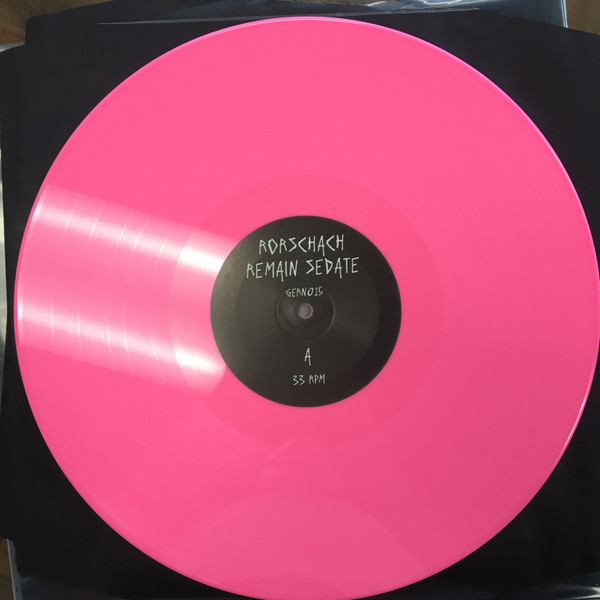 RORSCHACH
REMAIN SEDATE
GERN015
A
33 RPM